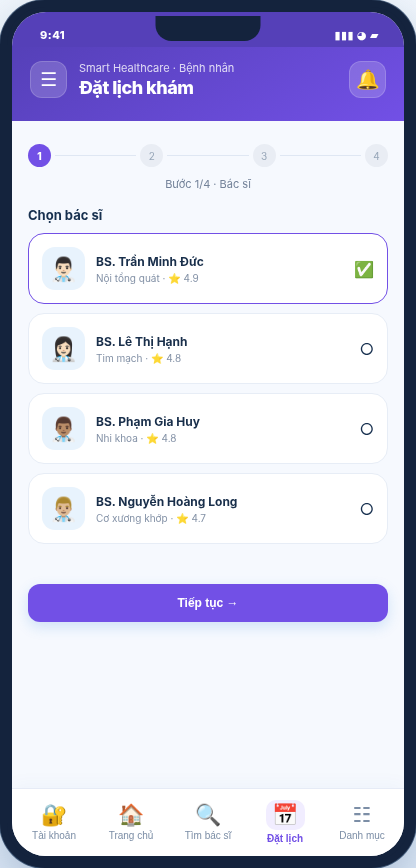 9:41
Smart Healthcare · Bệnh nhân
Đặt lịch khám
1 2 3 4
Bước 1/4 · Bác sĩ
Chọn bác sĩ
BS. Trần Minh Đức
Nội tổng quát · ⭐ 4.9
BS. Lê Thị Hạnh
Tim mạch · ⭐ 4.8
BS. Phạm Gia Huy
Nhi khoa · ⭐ 4.8
BS. Nguyễn Hoàng Long
Cơ xương khớp · ⭐ 4.7
Tiếp tục →
Tài khoản Trang chủ Tìm bác sĩ Đặt lịch Danh mục